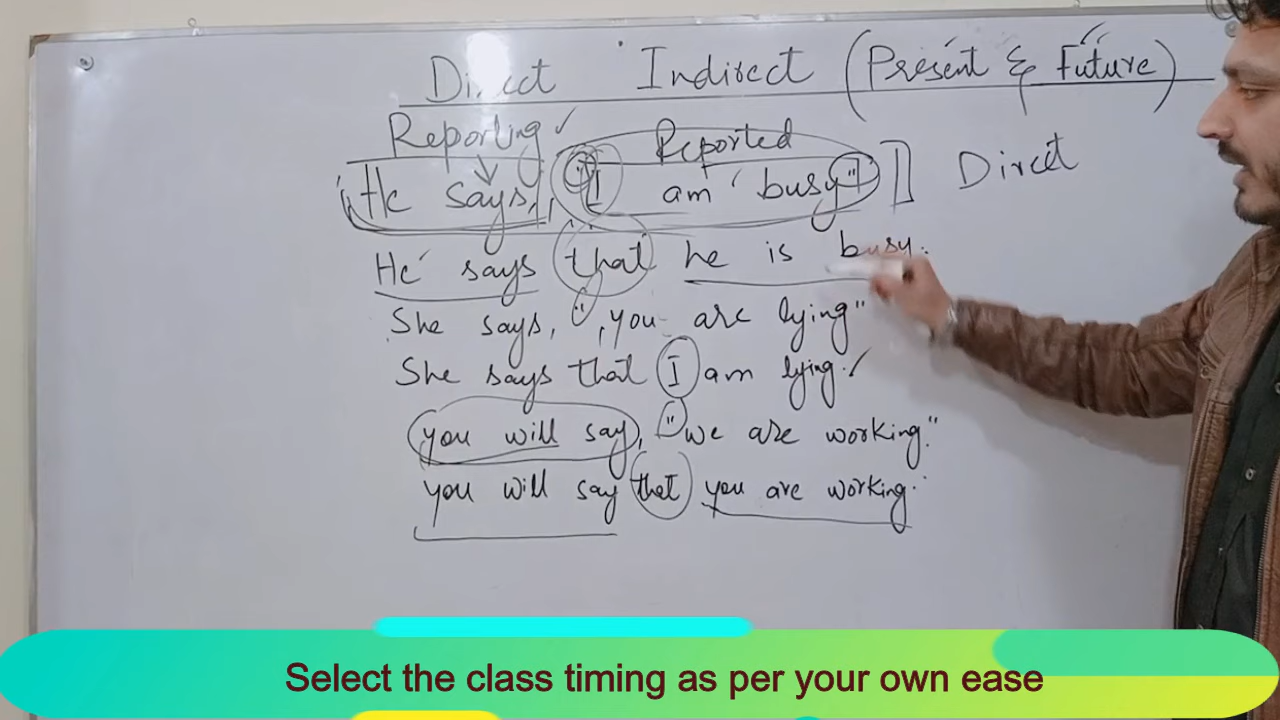 Direct Indirect (Present & Future)
Reporting Reported
He says, "I am busy" Direct
He says that he is busy.
She says, "you are lying"
She says that I am lying.
you will say, "we are working."
you will say that you are working.
Select the class timing as per your own ease